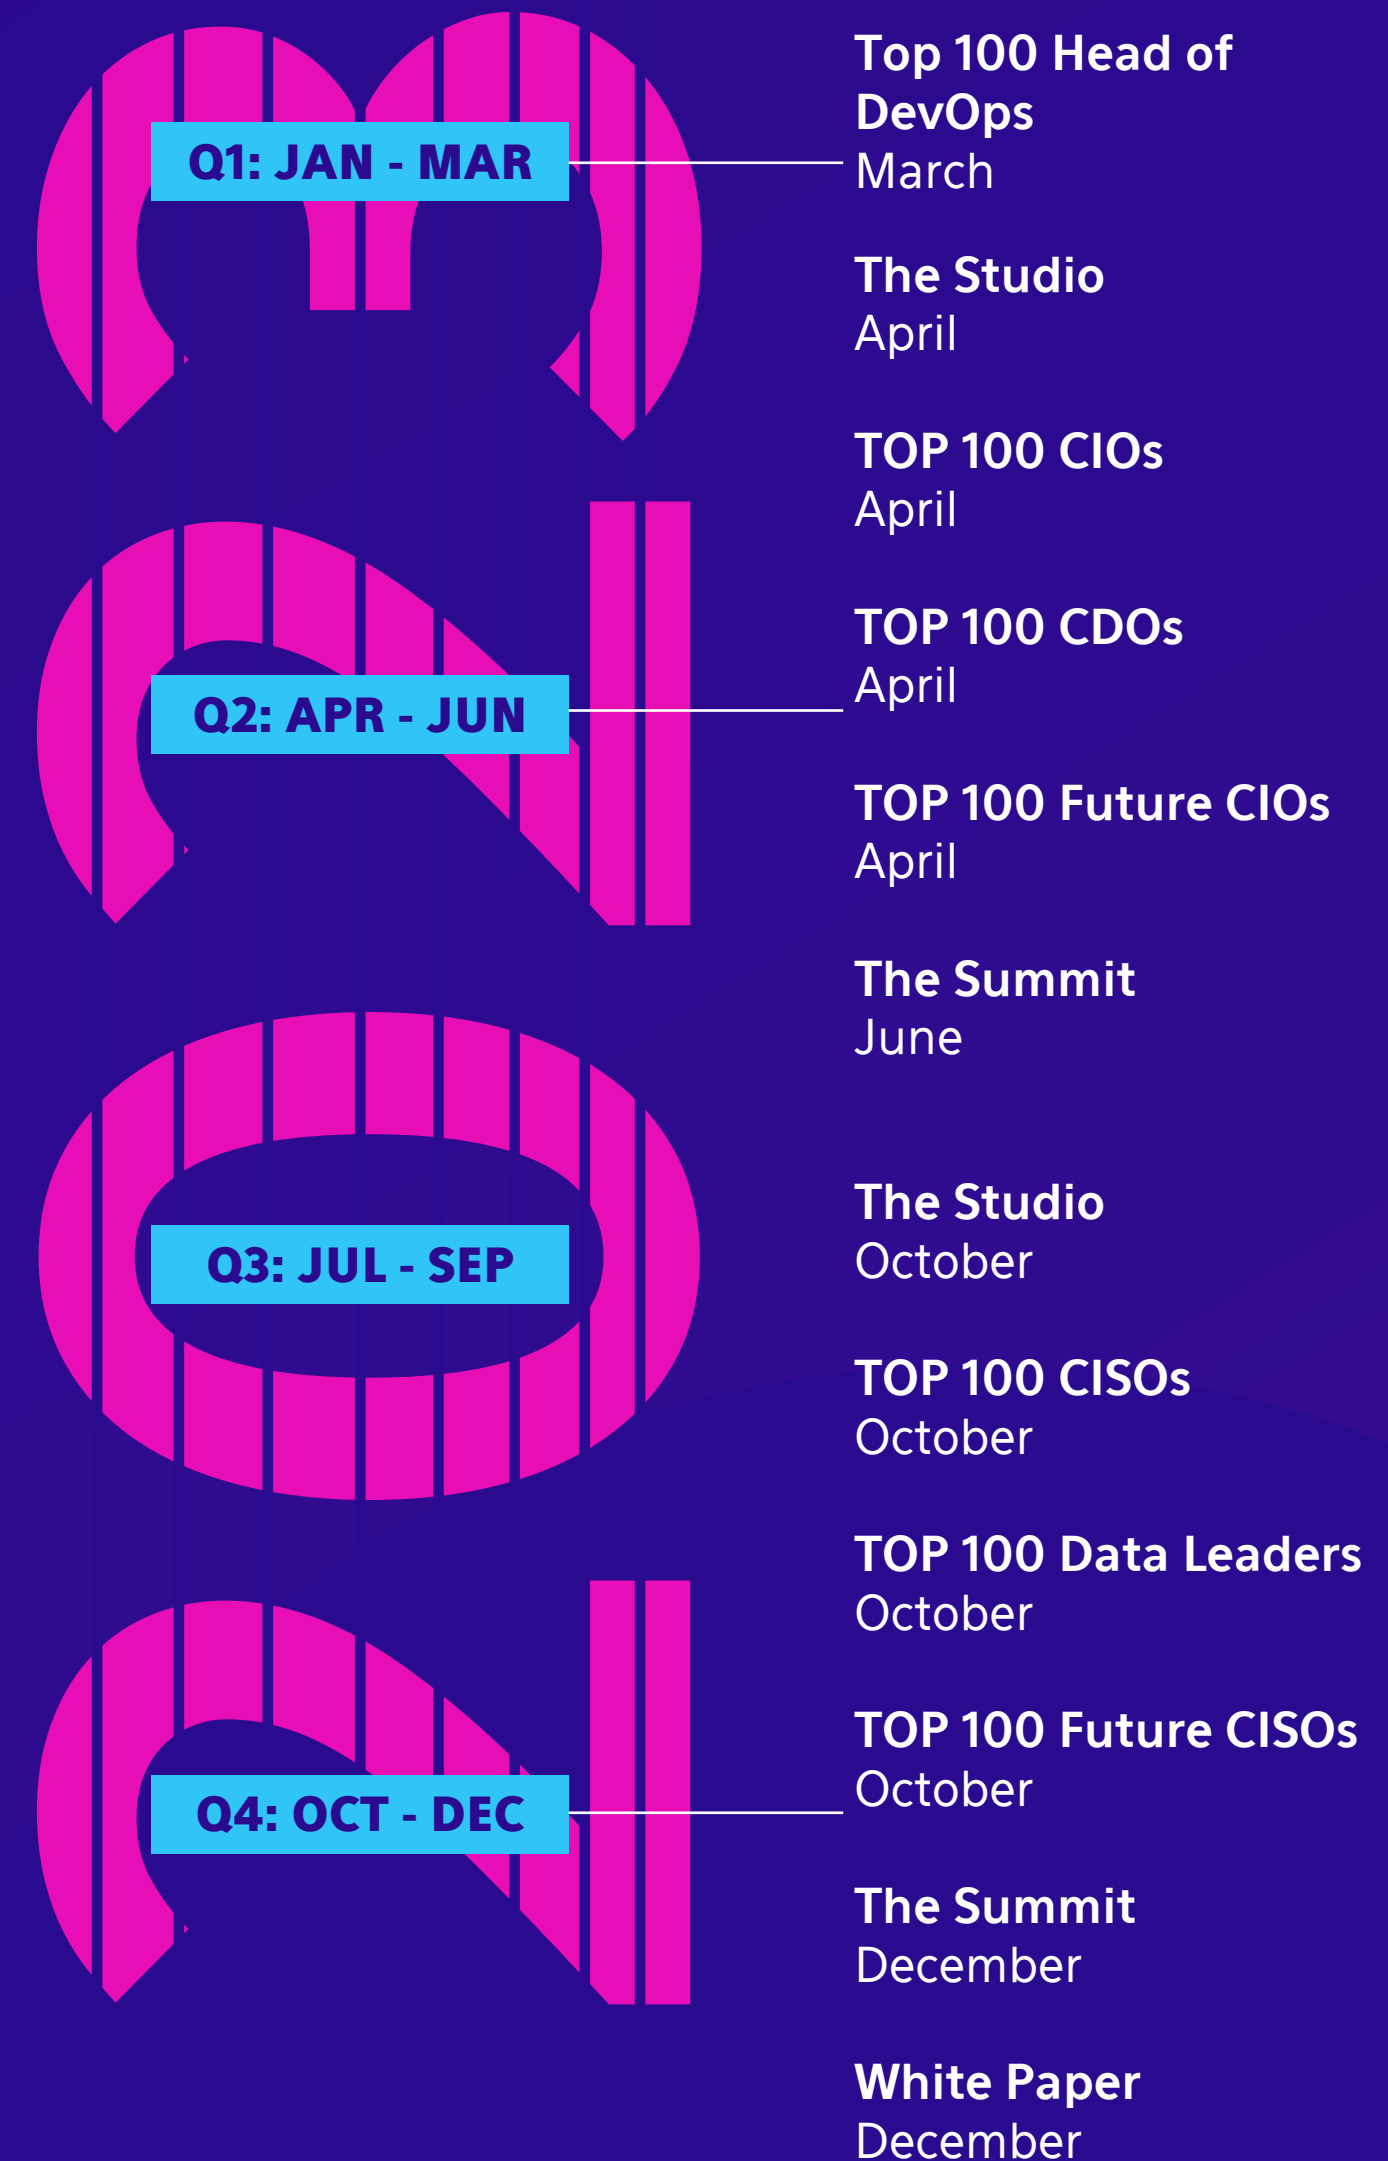 Q1: JAN - MAR
Top 100 Head of
DevOps
March
The Studio
April
TOP 100 CIOs
April
Q2: APR - JUN
TOP 100 CDOs
April
TOP 100 Future CIOs
April
The Summit
June
Q3: JUL - SEP
The Studio
October
TOP 100 CISOs
October
TOP 100 Data Leaders
October
Q4: OCT - DEC
TOP 100 Future CISOs
October
The Summit
December
White Paper
December
2023